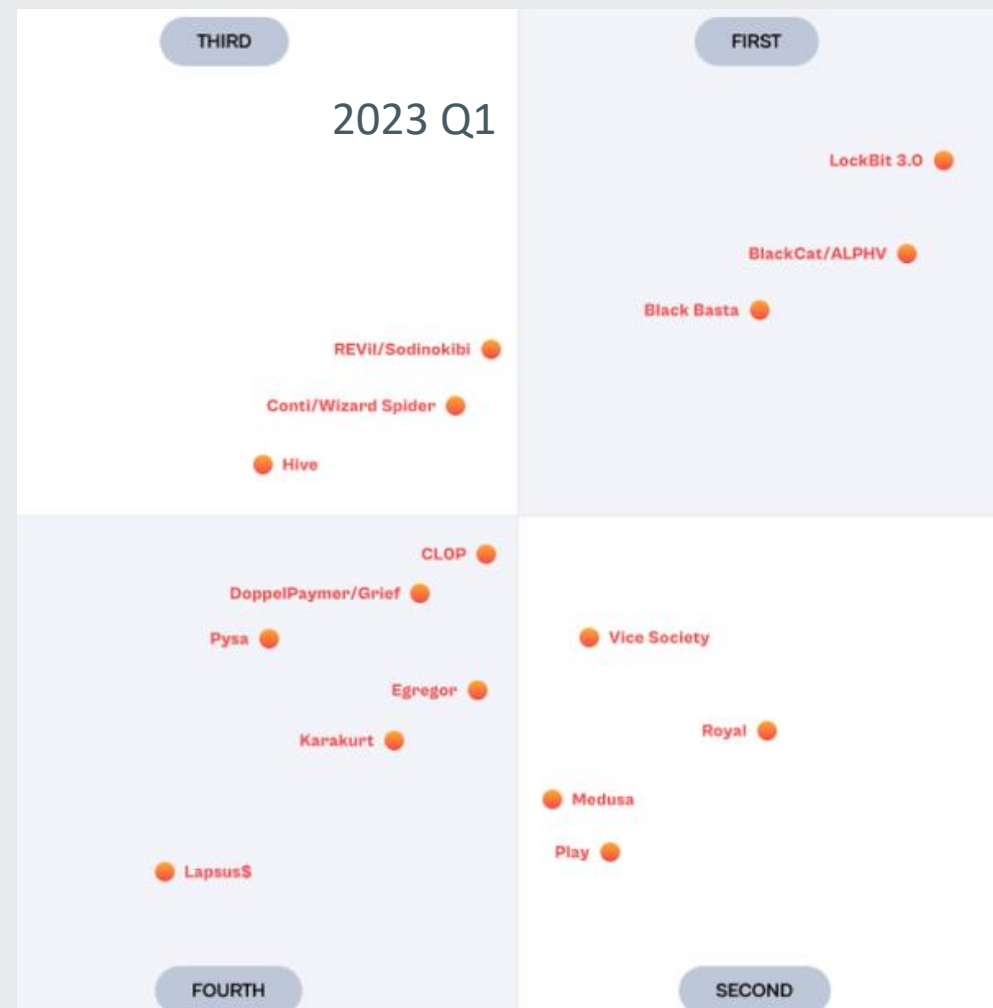 THIRD
FIRST
2023 Q1
LockBit 3.0
BlackCat/ALPHV
Black Basta
REVil/Sodinokibi
Conti/Wizard Spider
Hive
CLOP
DoppelPaymer/Grief
Pysa
Vice Society
Egregor
Royal
Karakurt
Medusa
Play
Lapsus$
FOURTH
SECOND